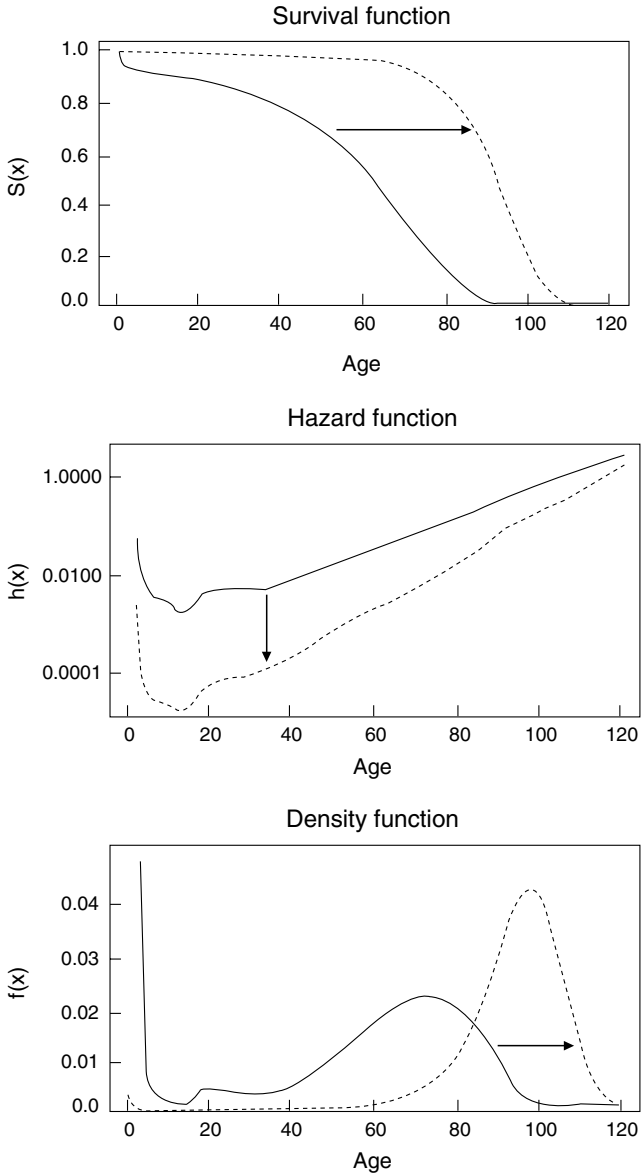 Survival function
1.0
0.8
0.6
0.4
0.2
0.0
S(x)
0 20 40 60 80 100 120
Age
Hazard function
1.0000
0.0100
0.0001
h(x)
0 20 40 60 80 100 120
Age
Density function
0.04
0.03
0.02
0.01
0.0
f(x)
0 20 40 60 80 100 120
Age